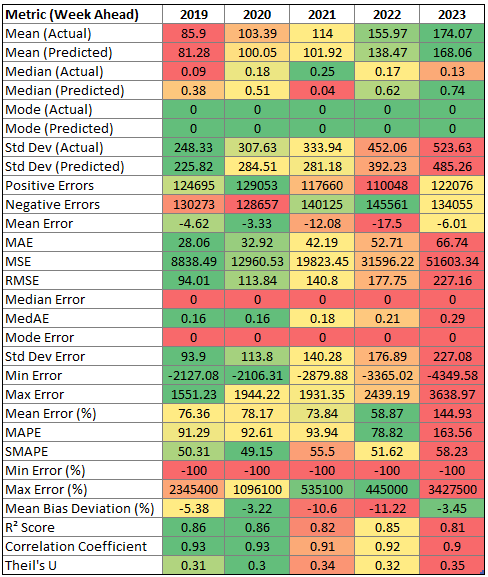 Metric (Week Ahead) 2019 2020 2021 2022 2023
Mean (Actual) 85.9 103.39 114 155.97 174.07
Mean (Predicted) 81.28 100.05 101.92 138.47 168.06
Median (Actual) 0.09 0.18 0.25 0.17 0.13
Median (Predicted) 0.38 0.51 0.04 0.62 0.74
Mode (Actual) 0 0 0 0 0
Mode (Predicted) 0 0 0 0 0
Std Dev (Actual) 248.33 307.63 333.94 452.06 523.63
Std Dev (Predicted) 225.82 284.51 281.18 392.23 485.26
Positive Errors 124695 129053 117660 110048 122076
Negative Errors 130273 128657 140125 145561 134055
Mean Error -4.62 -3.33 -12.08 -17.5 -6.01
MAE 28.06 32.92 42.19 52.71 66.74
MSE 8838.49 12960.53 19823.45 31596.22 51603.34
RMSE 94.01 113.84 140.8 177.75 227.16
Median Error 0 0 0 0 0
MedAE 0.16 0.16 0.18 0.21 0.29
Mode Error 0 0 0 0 0
Std Dev Error 93.9 113.8 140.28 176.89 227.08
Min Error -2127.08 -2106.31 -2879.88 -3365.02 -4349.58
Max Error 1551.23 1944.22 1931.35 2439.19 3638.97
Mean Error (%) 76.36 78.17 73.84 58.87 144.93
MAPE 91.29 92.61 93.94 78.82 163.56
SMAPE 50.31 49.15 55.5 51.62 58.23
Min Error (%) -100 -100 -100 -100 -100
Max Error (%) 2345400 1096100 535100 445000 3427500
Mean Bias Deviation (%) -5.38 -3.22 -10.6 -11.22 -3.45
R² Score 0.86 0.86 0.82 0.85 0.81
Correlation Coefficient 0.93 0.93 0.91 0.92 0.9
Theil's U 0.31 0.3 0.34 0.32 0.35